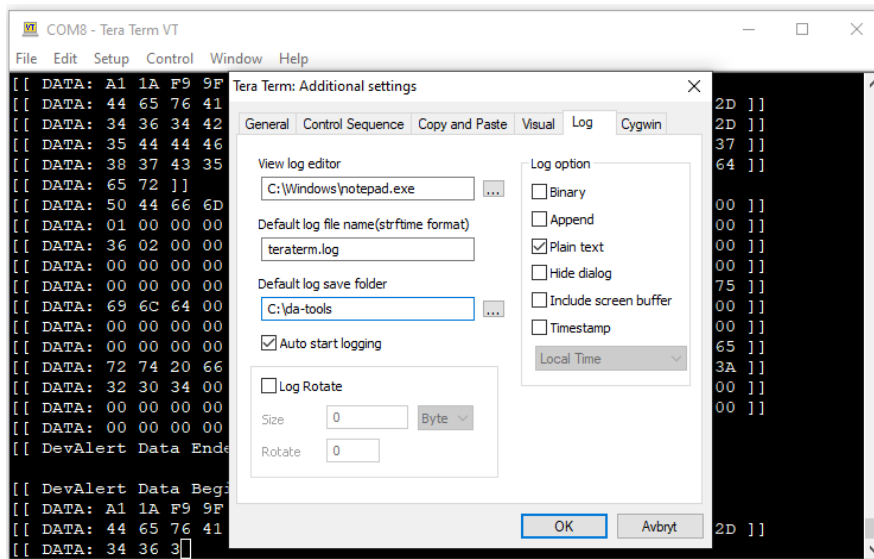 COM8 - Tera Term VT
File Edit Setup Control Window Help
[[ DATA: A1 1A F9 9F
[[ DATA: 44 65 76 41 2D ]]
[[ DATA: 34 36 34 42 2D ]]
[[ DATA: 35 44 44 46 37 ]]
[[ DATA: 38 37 43 35 64 ]]
[[ DATA: 65 72 ]]
[[ DATA: 50 44 66 6D 00 ]]
[[ DATA: 01 00 00 00 00 ]]
[[ DATA: 36 02 00 00 00 ]]
[[ DATA: 00 00 00 00 00 ]]
[[ DATA: 00 00 00 00 75 ]]
[[ DATA: 69 6C 64 00 00 ]]
[[ DATA: 00 00 00 00 00 ]]
[[ DATA: 00 00 00 00 65 ]]
[[ DATA: 72 74 20 66 3A ]]
[[ DATA: 32 30 34 00 00 ]]
[[ DATA: 00 00 00 00 00 ]]
[[ DATA: 00 00 00 00
[[ DevAlert Data Ende
[[ DevAlert Data Begi
[[ DATA: A1 1A F9 9F
[[ DATA: 44 65 76 41 2D ]]
[[ DATA: 34 36 3
Tera Term: Additional settings
General Control Sequence Copy and Paste Visual Log Cygwin
View log editor
C:\Windows\notepad.exe ...
Default log file name(strftime format)
teraterm.log
Default log save folder
C:\da-tools ...
Auto start logging
Log Rotate
Size 0 Byte
Rotate 0
Log option
Binary
Append
Plain text
Hide dialog
Include screen buffer
Timestamp
Local Time
OK Avbryt